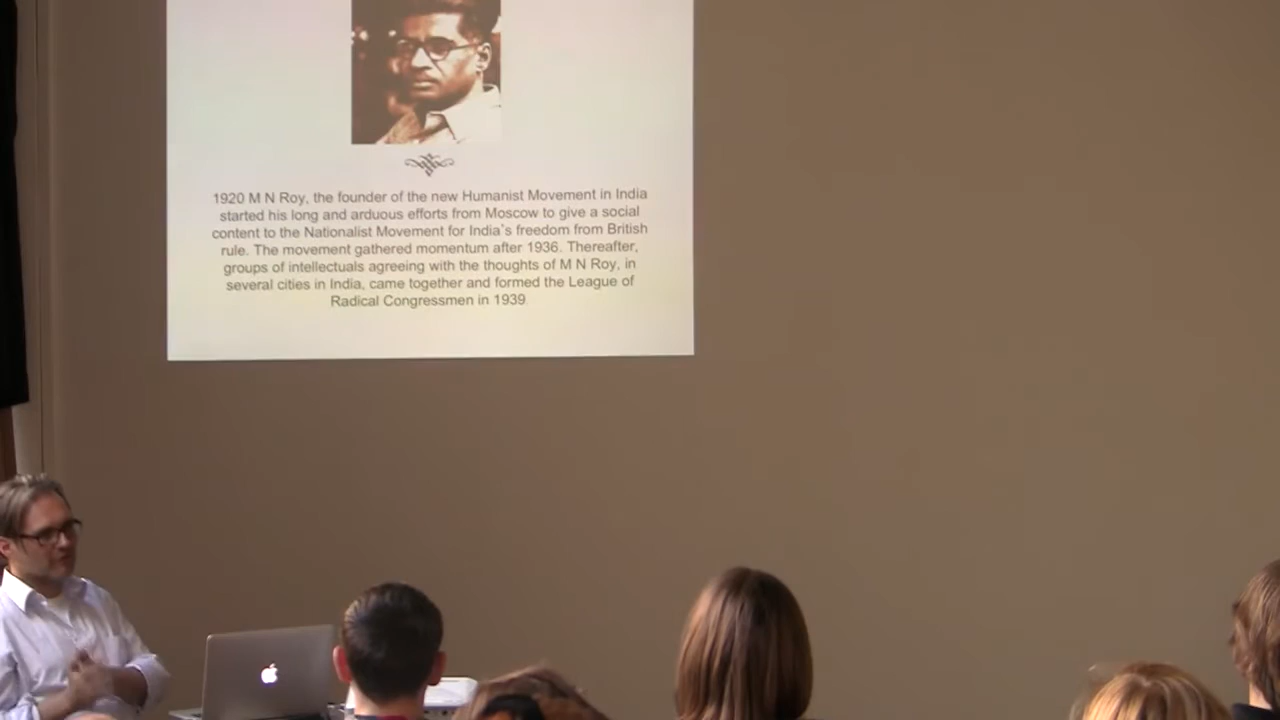 1920 M N Roy, the founder of the new Humanist Movement in India
started his long and arduous efforts from Moscow to give a social
content to the Nationalist Movement for India`s freedom from British
rule. The movement gathered momentum after 1936. Thereafter,
groups of intellectuals agreeing with the thoughts of M N Roy, in
several cities in India, came together and formed the League of
Radical Congressmen in 1939.